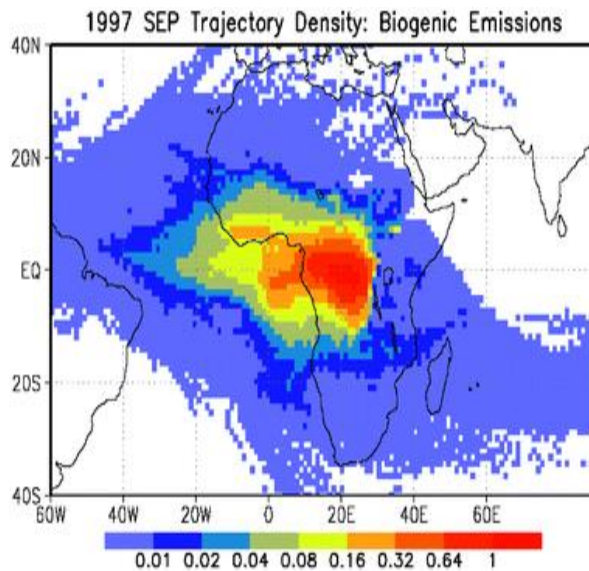 1997 SEP Trajectory Density: Biogenic Emissions
40N
20N
EQ
20S
40S
60W 40W 20W 0 20E 40E 60E
0.01 0.02 0.04 0.08 0.16 0.32 0.64 1